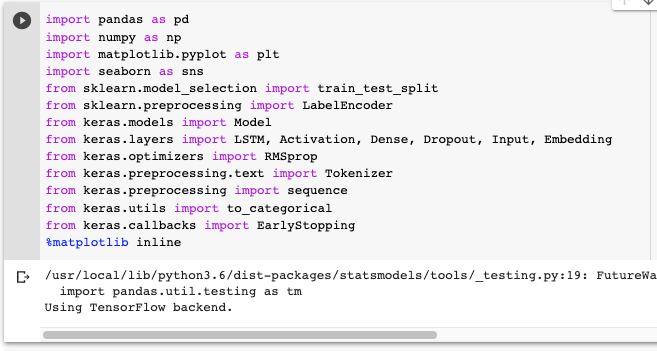 import pandas as pd
import numpy as np
import matplotlib.pyplot as plt
import seaborn as sns
from sklearn.model_selection import train_test_split
from sklearn.preprocessing import LabelEncoder
from keras.models import Model
from keras.layers import LSTM, Activation, Dense, Dropout, Input, Embedding
from keras.optimizers import RMSprop
from keras.preprocessing.text import Tokenizer
from keras.preprocessing import sequence
from keras.utils import to_categorical
from keras.callbacks import EarlyStopping
%matplotlib inline
/usr/local/lib/python3.6/dist-packages/statsmodels/tools/_testing.py:19: FutureWa
  import pandas.util.testing as tm
Using TensorFlow backend.